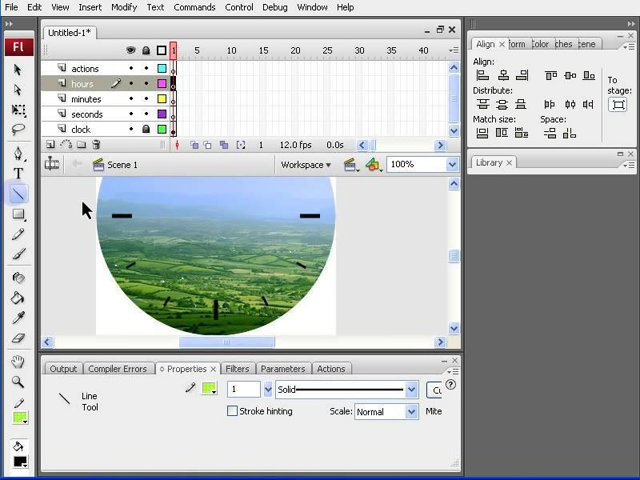 File Edit View Insert Modify Text Commands Control Debug Window Help
Fl
Untitled-1*
1 5 10 15 20 25 30 35 40
actions
hours
minutes
seconds
clock
1 12.0 fps 0.0s
Scene 1 Workspace 100%
Align
Align:
Distribute:
Match size: Space:
To stage:
Library
T
Output Compiler Errors Properties Filters Parameters Actions
Line Tool
1 Solid
Stroke hinting Scale: Normal